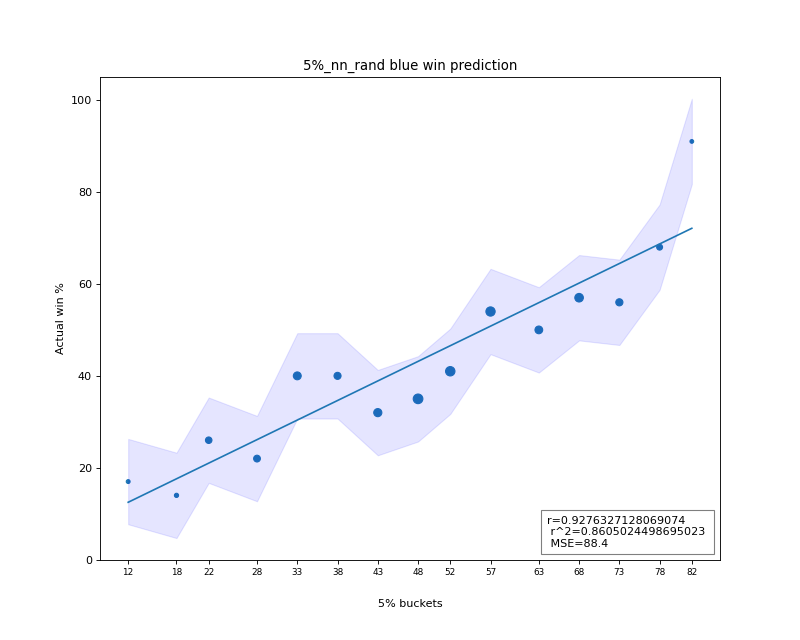 5%_nn_rand blue win prediction
100
80
60
40
20
0
Actual win %
12 18 22 28 33 38 43 48 52 57 63 68 73 78 82
5% buckets
r=0.9276327128069074
r^2=0.8605024498695023
MSE=88.4